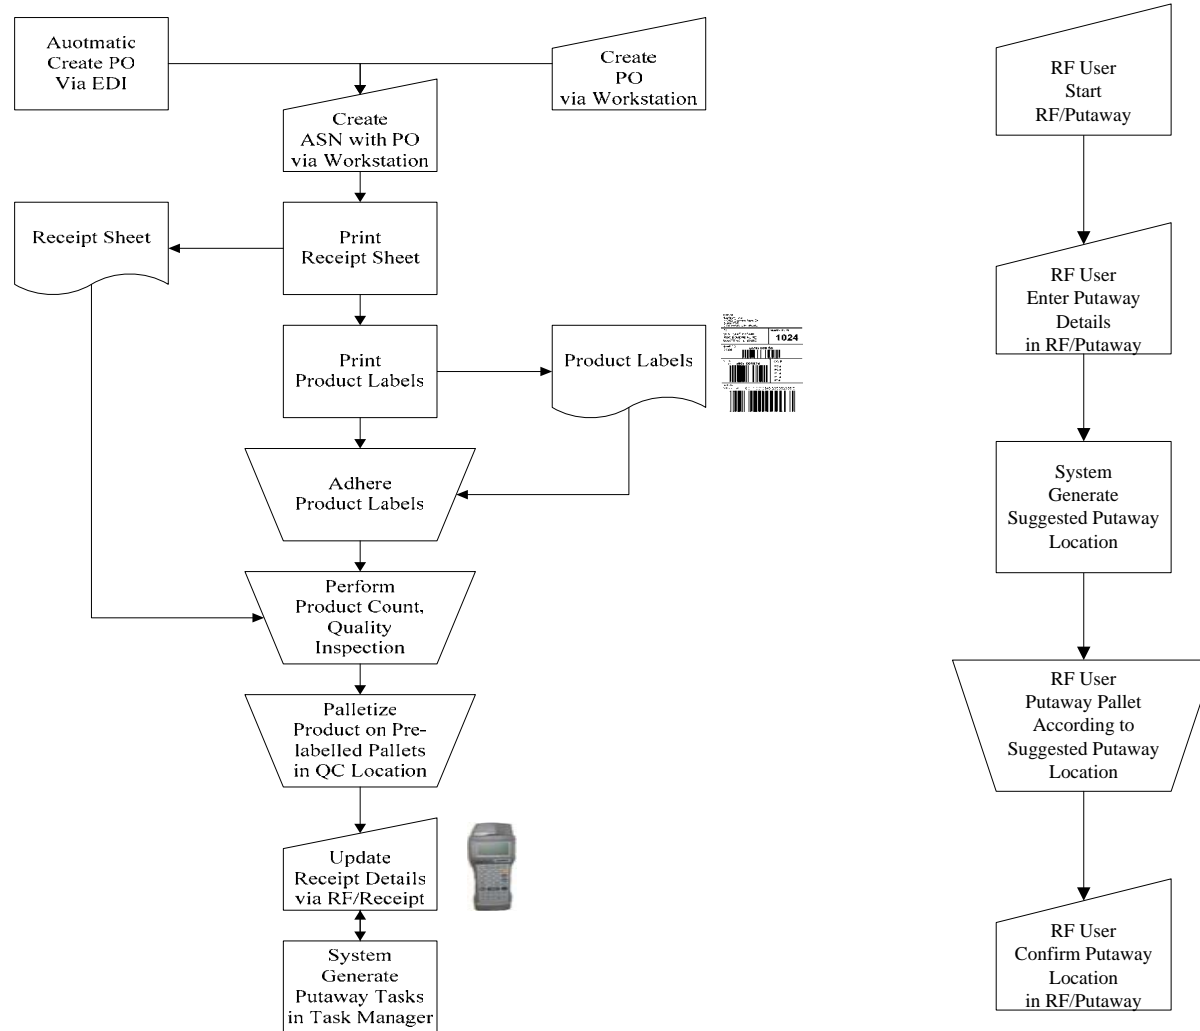 Auotmatic
Create PO
Via EDI
Create
PO
via Workstation
Create
ASN with PO
via Workstation
Receipt Sheet
Print
Receipt Sheet
Print
Product Labels
Product Labels
1024
Adhere
Product Labels
Perform
Product Count,
Quality
Inspection
Palletize
Product on Pre-
labelled Pallets
in QC Location
Update
Receipt Details
via RF/Receipt
System
Generate
Putaway Tasks
in Task Manager
RF User
Start
RF/Putaway
RF User
Enter Putaway
Details
in RF/Putaway
System
Generate
Suggested Putaway
Location
RF User
Putaway Pallet
According to
Suggested Putaway
Location
RF User
Confirm Putaway
Location
in RF/Putaway